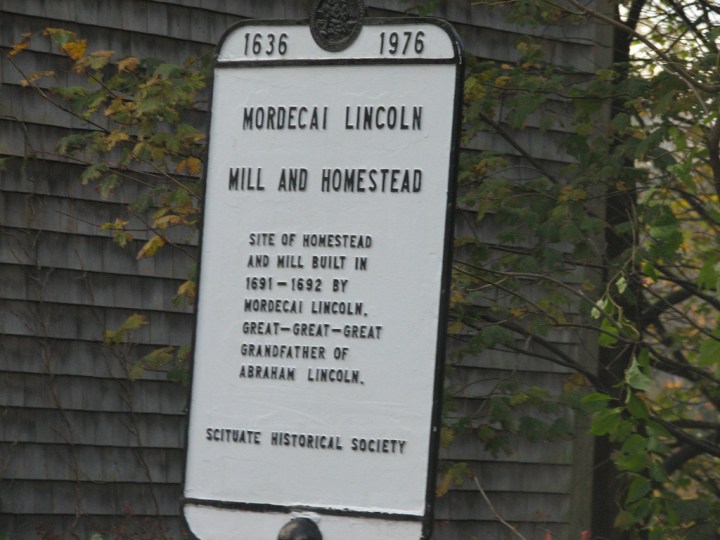 1636 1976
MORDECAI LINCOLN
MILL AND HOMESTEAD
SITE OF HOMESTEAD
AND MILL BUILT IN
1691-1692 BY
MORDECAI LINCOLN,
GREAT-GREAT-GREAT
GRANDFATHER OF
ABRAHAM LINCOLN.
SCITUATE HISTORICAL SOCIETY